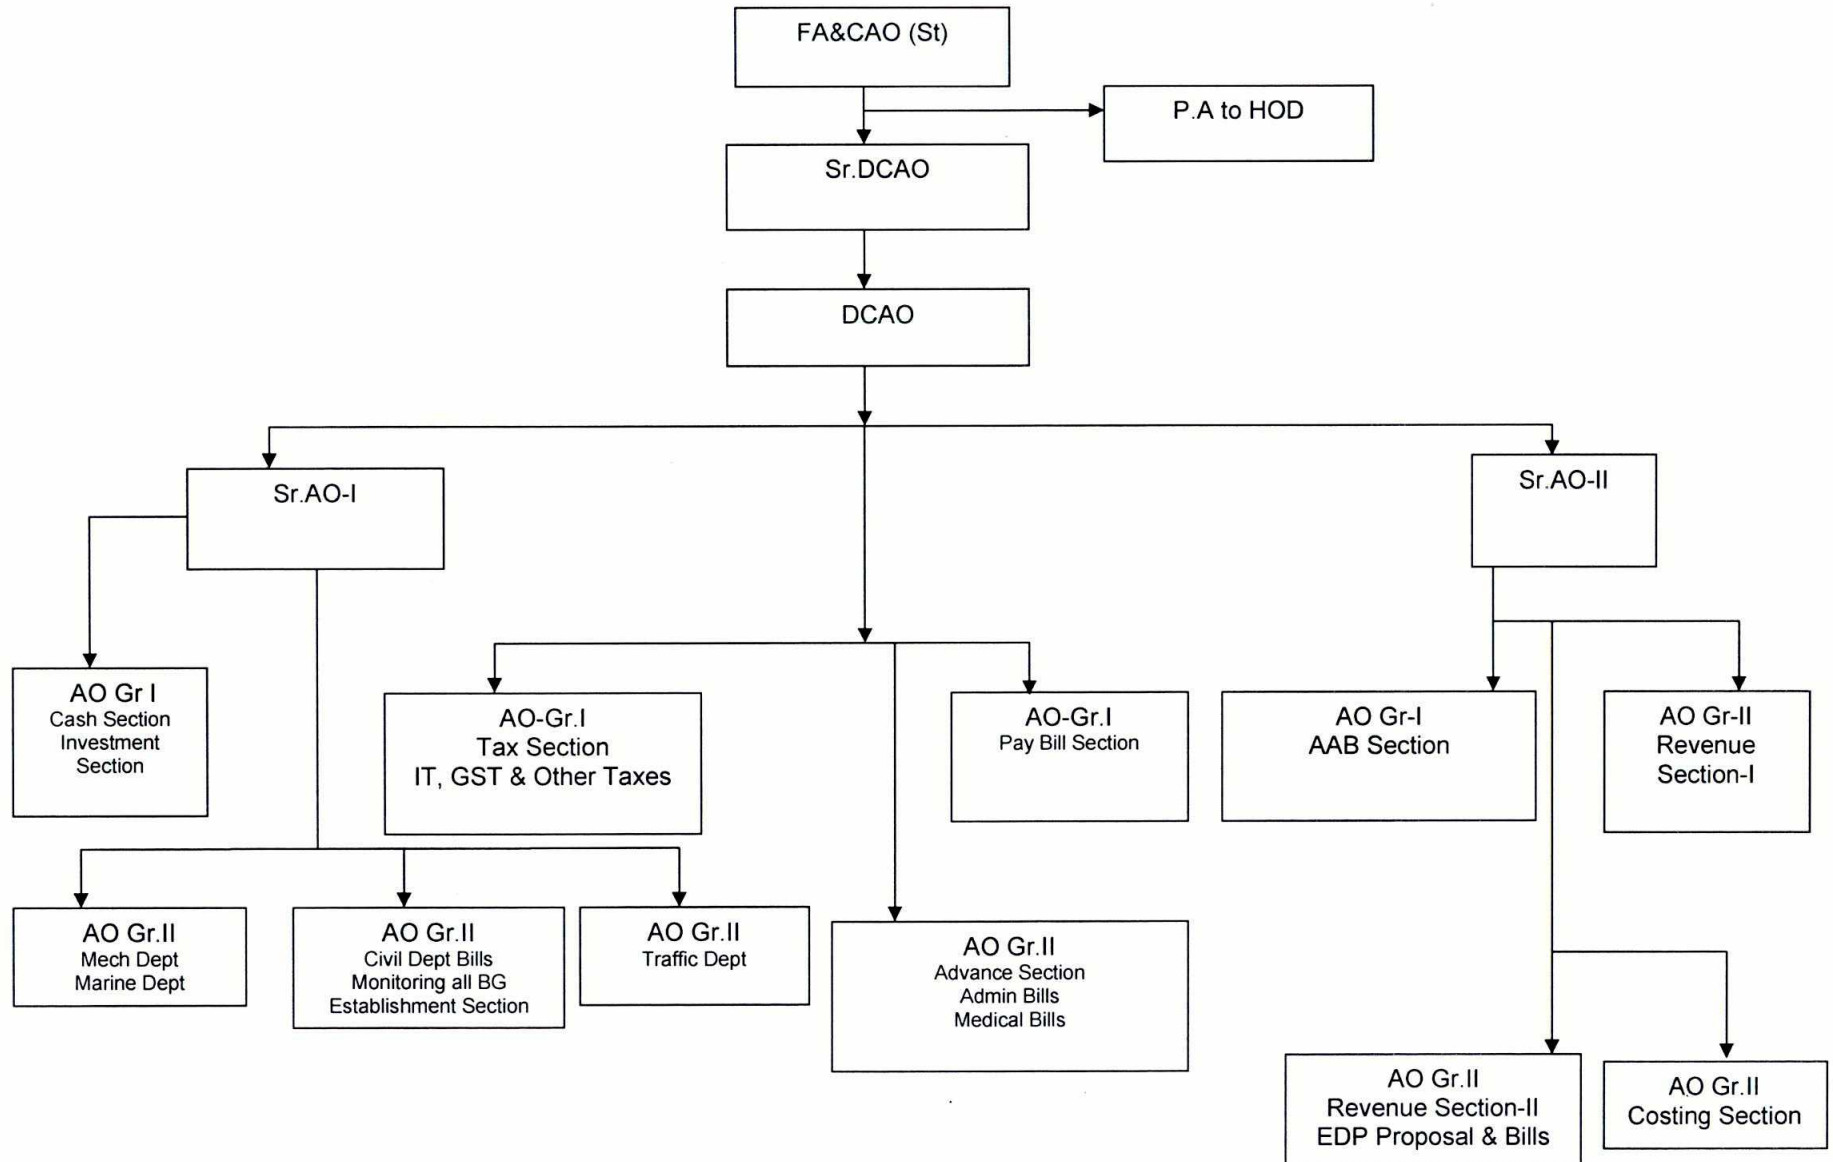 FA&CAO (St)
P.A to HOD
Sr.DCAO
DCAO
Sr.AO-I
Sr.AO-II
AO Gr I
Cash Section
Investment
Section
AO-Gr.I
Tax Section
IT, GST & Other Taxes
AO-Gr.I
Pay Bill Section
AO Gr-I
AAB Section
AO Gr-II
Revenue
Section-I
AO Gr.II
Mech Dept
Marine Dept
AO Gr.II
Civil Dept Bills
Monitoring all BG
Establishment Section
AO Gr.II
Traffic Dept
AO Gr.II
Advance Section
Admin Bills
Medical Bills
AO Gr.II
Revenue Section-II
EDP Proposal & Bills
AO Gr.II
Costing Section